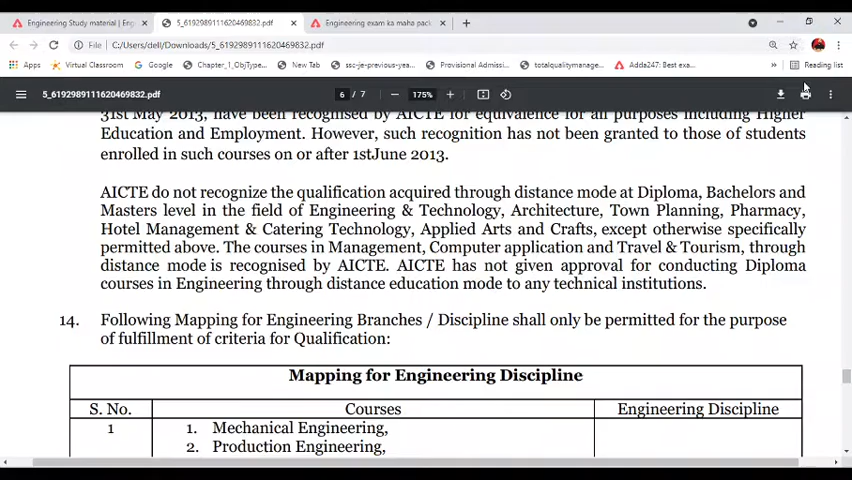 Engineering Study material | Eng
5_6192989111620469832.pdf
Engineering exam ka maha pack
File | C:/Users/dell/Downloads/5_6192989111620469832.pdf
Apps Virtual Classroom Google Chapter_1_ObjType... New Tab ssc-je-previous-yea... Provisional Admissi... totalqualitymanage... Adda247: Best exa... » Reading list
5_6192989111620469832.pdf 6 / 7 175%
31st May 2013, have been recognised by AICTE for equivalence for all purposes including Higher
Education and Employment. However, such recognition has not been granted to those of students
enrolled in such courses on or after 1stJune 2013.
AICTE do not recognize the qualification acquired through distance mode at Diploma, Bachelors and
Masters level in the field of Engineering & Technology, Architecture, Town Planning, Pharmacy,
Hotel Management & Catering Technology, Applied Arts and Crafts, except otherwise specifically
permitted above. The courses in Management, Computer application and Travel & Tourism, through
distance mode is recognised by AICTE. AICTE has not given approval for conducting Diploma
courses in Engineering through distance education mode to any technical institutions.
14. Following Mapping for Engineering Branches / Discipline shall only be permitted for the purpose
of fulfillment of criteria for Qualification:
Mapping for Engineering Discipline
S. No. Courses Engineering Discipline
1 1. Mechanical Engineering,
2. Production Engineering,